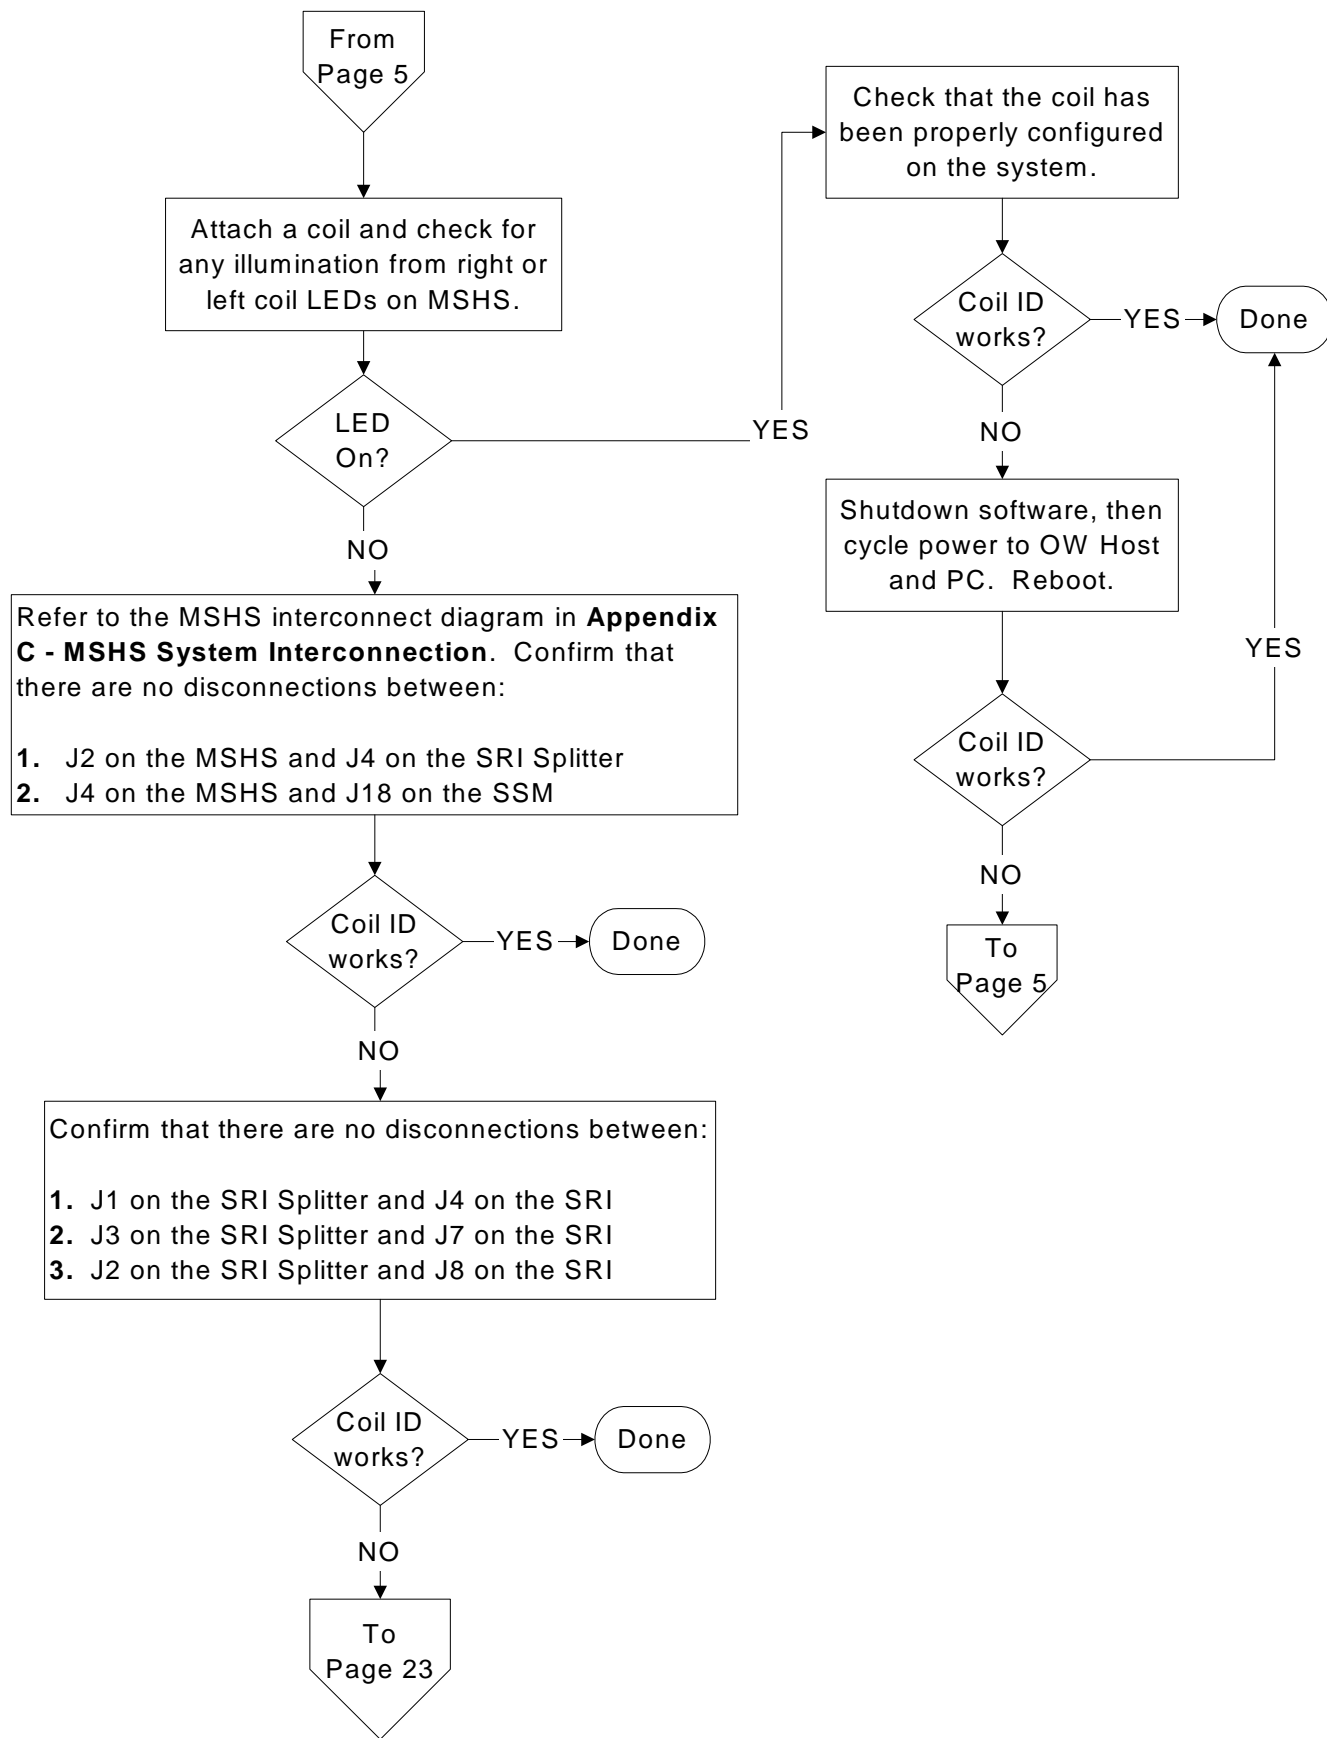 From
Page 5
Attach a coil and check for
any illumination from right or
left coil LEDs on MSHS.
LED
On?
YES
NO
Refer to the MSHS interconnect diagram in Appendix
C - MSHS System Interconnection. Confirm that
there are no disconnections between:
1. J2 on the MSHS and J4 on the SRI Splitter
2. J4 on the MSHS and J18 on the SSM
Coil ID
works?
YES
Done
NO
Confirm that there are no disconnections between:
1. J1 on the SRI Splitter and J4 on the SRI
2. J3 on the SRI Splitter and J7 on the SRI
3. J2 on the SRI Splitter and J8 on the SRI
Coil ID
works?
YES
Done
NO
To
Page 23
Check that the coil has
been properly configured
on the system.
Coil ID
works?
YES
Done
NO
Shutdown software, then
cycle power to OW Host
and PC. Reboot.
YES
Coil ID
works?
NO
To
Page 5